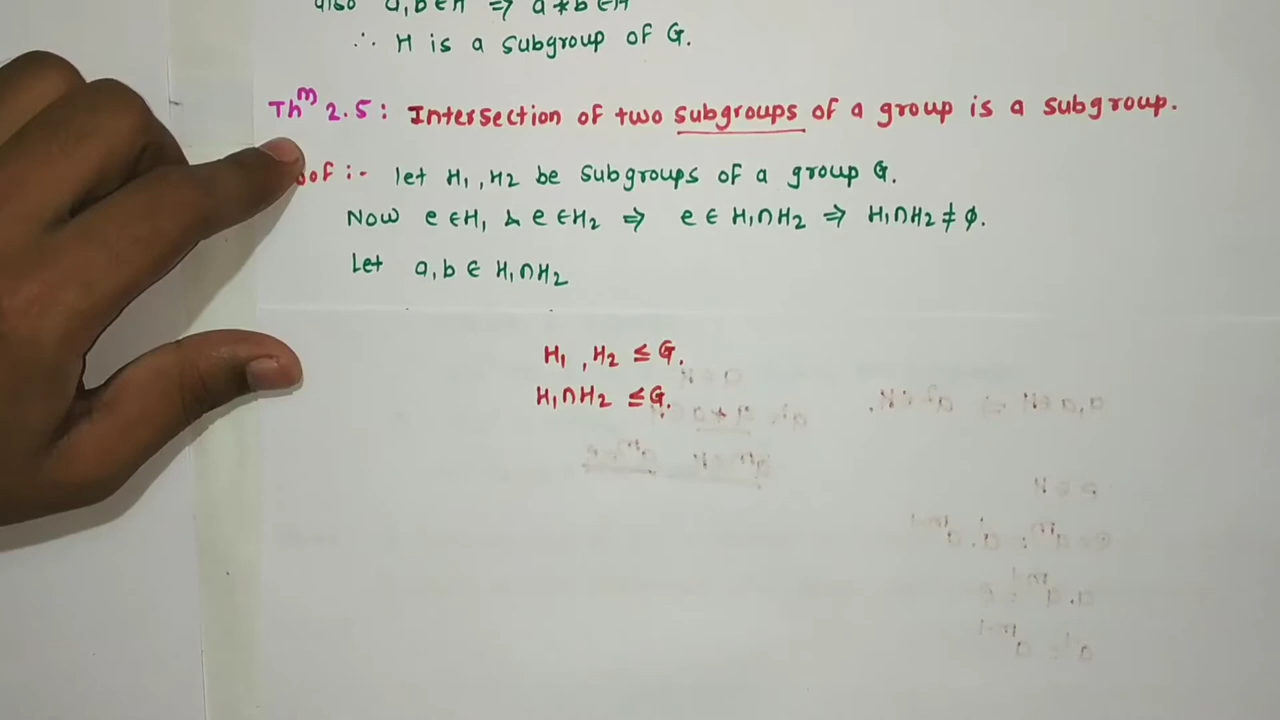 also a,b∈H ⇒ a*b∈H
∴ H is a subgroup of G.
Thm 2.5: Intersection of two subgroups of a group is a subgroup.
oof :- let H₁,H₂ be subgroups of a group G.
Now e∈H₁ & e∈H₂ ⇒ e∈H₁∩H₂ ⇒ H₁∩H₂≠φ.
Let a,b∈ H₁∩H₂
H₁,H₂ ≤ G.
H₁∩H₂ ≤ G.